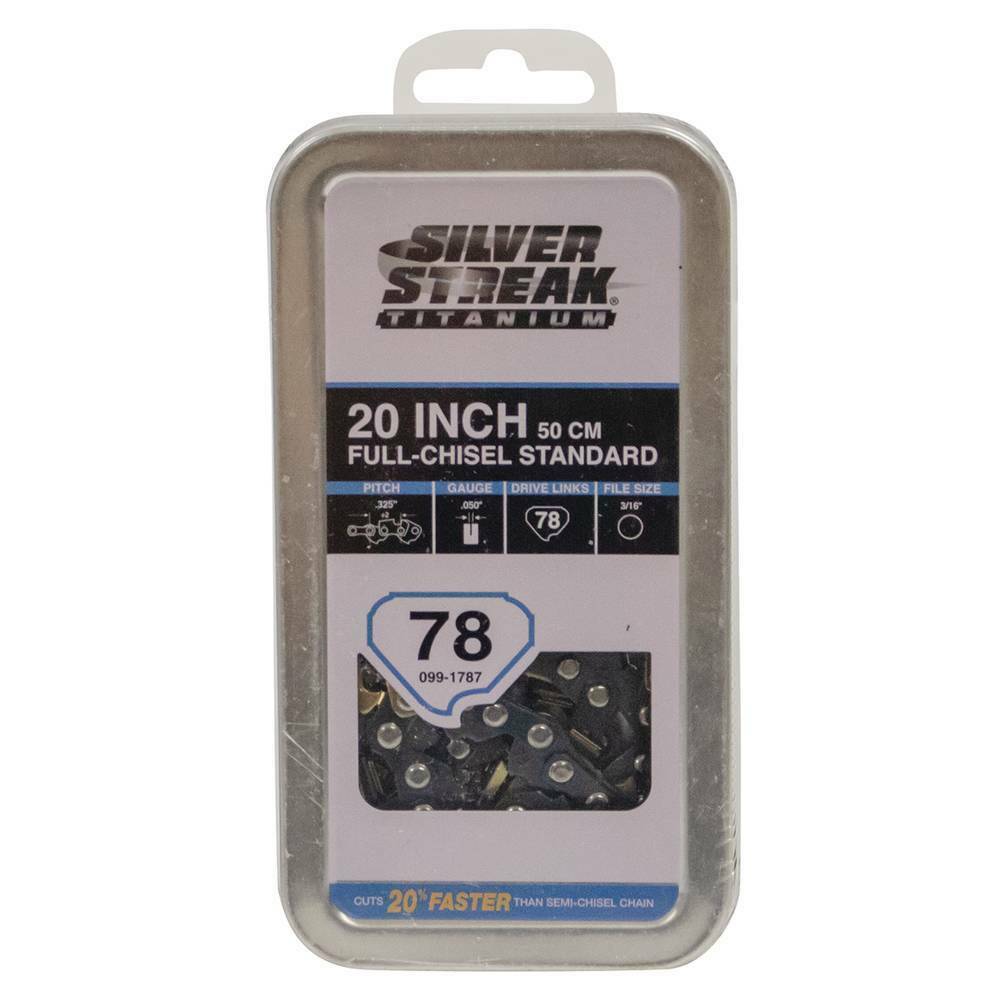 SILVER
STREAK®
TITANIUM
20 INCH 50 CM
FULL-CHISEL STANDARD
PITCH GAUGE DRIVE LINKS FILE SIZE
.325" .050" 78 3/16"
÷2
78
099-1787
CUTS 20% FASTER THAN SEMI-CHISEL CHAIN